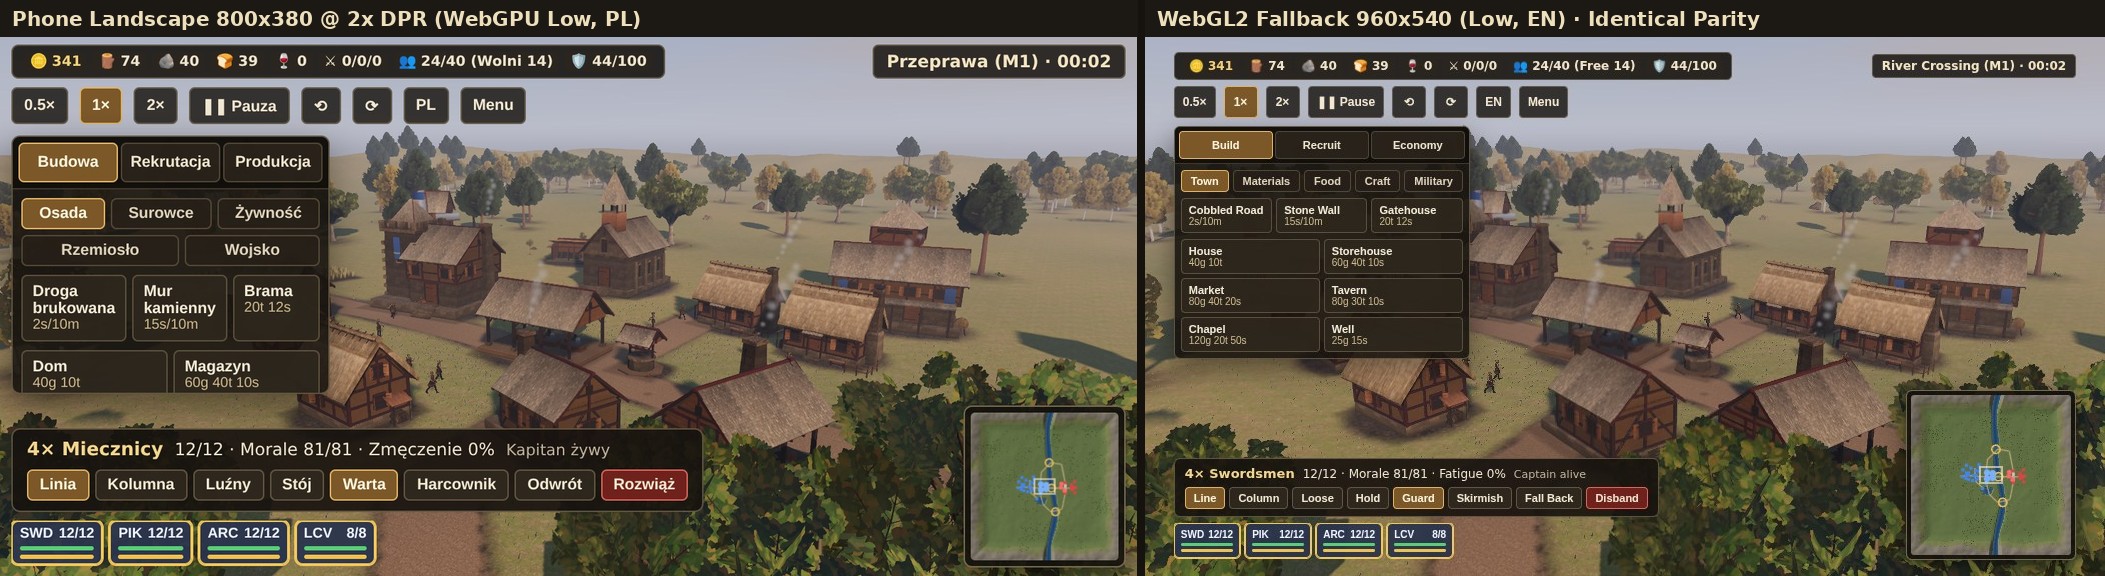 Phone Landscape 800x380 @ 2x DPR (WebGPU Low, PL)
341 74 40 39 0 0/0/0 24/40 (Wolni 14) 44/100
Przeprawa (M1) · 00:02
0.5× 1× 2× ❚❚ Pauza ⟲ ⟳ PL Menu
Budowa Rekrutacja Produkcja
Osada Surowce Żywność
Rzemiosło Wojsko
Droga brukowana
2s/10m
Mur kamienny
15s/10m
Brama
20t 12s
Dom
40g 10t
Magazyn
60g 40t 10s
4× Miecznicy 12/12 · Morale 81/81 · Zmęczenie 0% Kapitan żywy
Linia Kolumna Luźny Stój Warta Harcownik Odwrót Rozwiąż
SWD 12/12 PIK 12/12 ARC 12/12 LCV 8/8
WebGL2 Fallback 960x540 (Low, EN) · Identical Parity
341 74 40 39 0 0/0/0 24/40 (Free 14) 44/100
River Crossing (M1) · 00:02
0.5× 1× 2× ❚❚ Pause ⟲ ⟳ EN Menu
Build Recruit Economy
Town Materials Food Craft Military
Cobbled Road
2s/10m
Stone Wall
15s/10m
Gatehouse
20t 12s
House
40g 10t
Storehouse
60g 40t 10s
Market
80g 40t 20s
Tavern
80g 30t 10s
Chapel
120g 20t 50s
Well
25g 15s
4× Swordsmen 12/12 · Morale 81/81 · Fatigue 0% Captain alive
Line Column Loose Hold Guard Skirmish Fall Back Disband
SWD 12/12 PIK 12/12 ARC 12/12 LCV 8/8